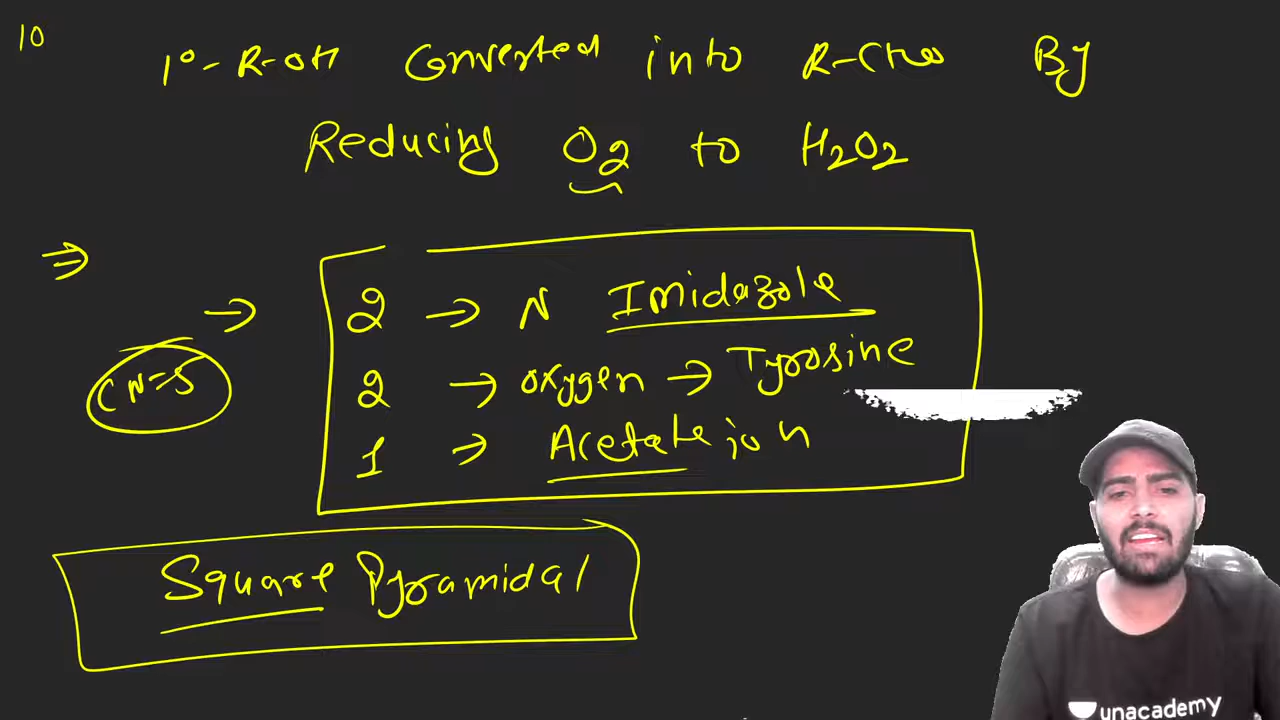 10
1°-R-OH Converted into R-CHO By
Reducing O2 to H2O2
⇒
→ 2 → N Imidazole
CN=5 2 → oxygen → Tyrosine
1 → Acetate ion
Square Pyramidal
unacademy